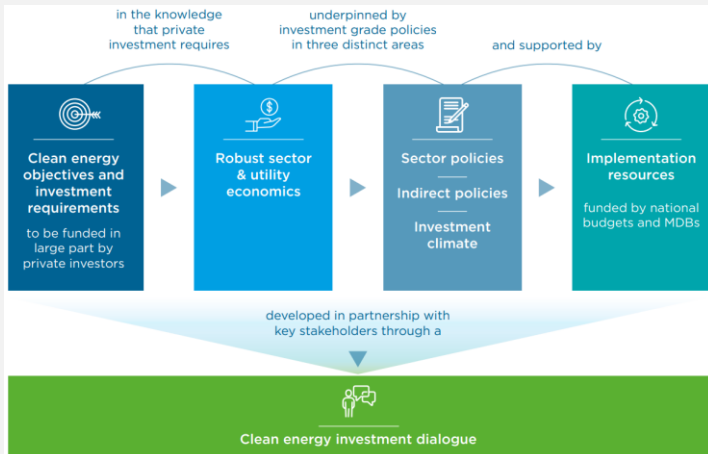 in the knowledge
that private
investment requires
underpinned by
investment grade policies
in three distinct areas
and supported by
Clean energy
objectives and
investment
requirements
to be funded in
large part by
private investors
Robust sector
& utility
economics
$
Sector policies
Indirect policies
Investment
climate
Implementation
resources
funded by national
budgets and MDBs
developed in partnership with
key stakeholders through a
Clean energy investment dialogue